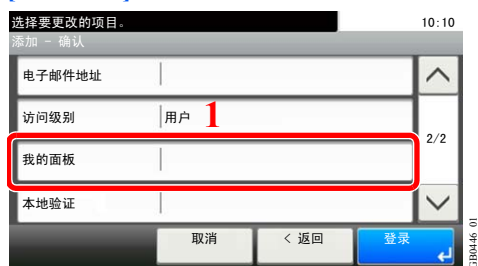 选择要更改的项目。 10:10
添加 - 确认
电子邮件地址
访问级别 用户 1
2/2
我的面板
本地验证
取消 < 返回 登录
GB0446_01